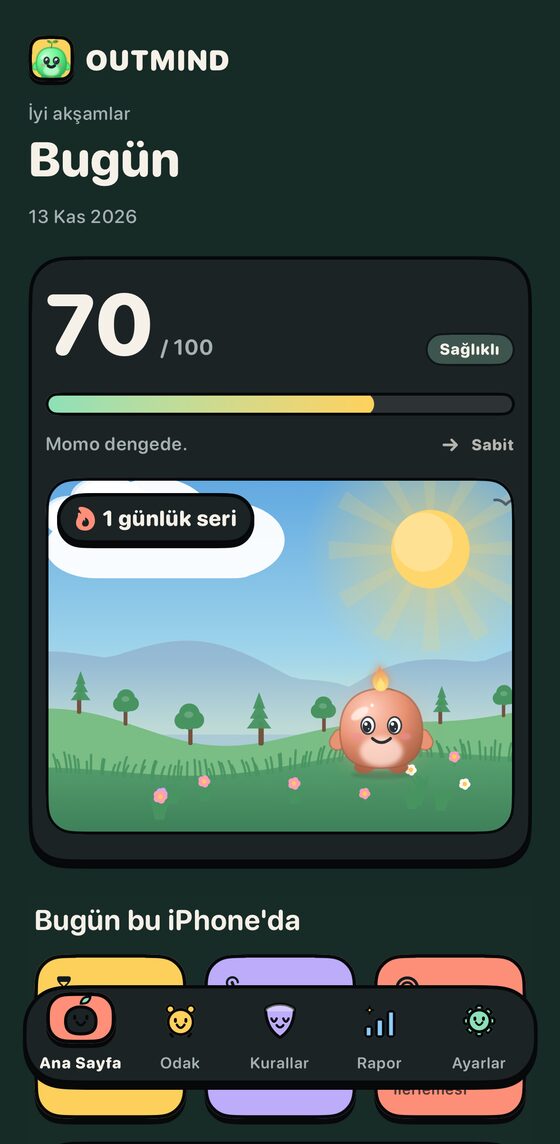 OUTMIND
İyi akşamlar
Bugün
13 Kas 2026
70 / 100
Sağlıklı
Momo dengede.
→ Sabit
1 günlük seri
Bugün bu iPhone'da
Ana Sayfa
Odak
Kurallar
Rapor
Ayarlar
ilerlemesi